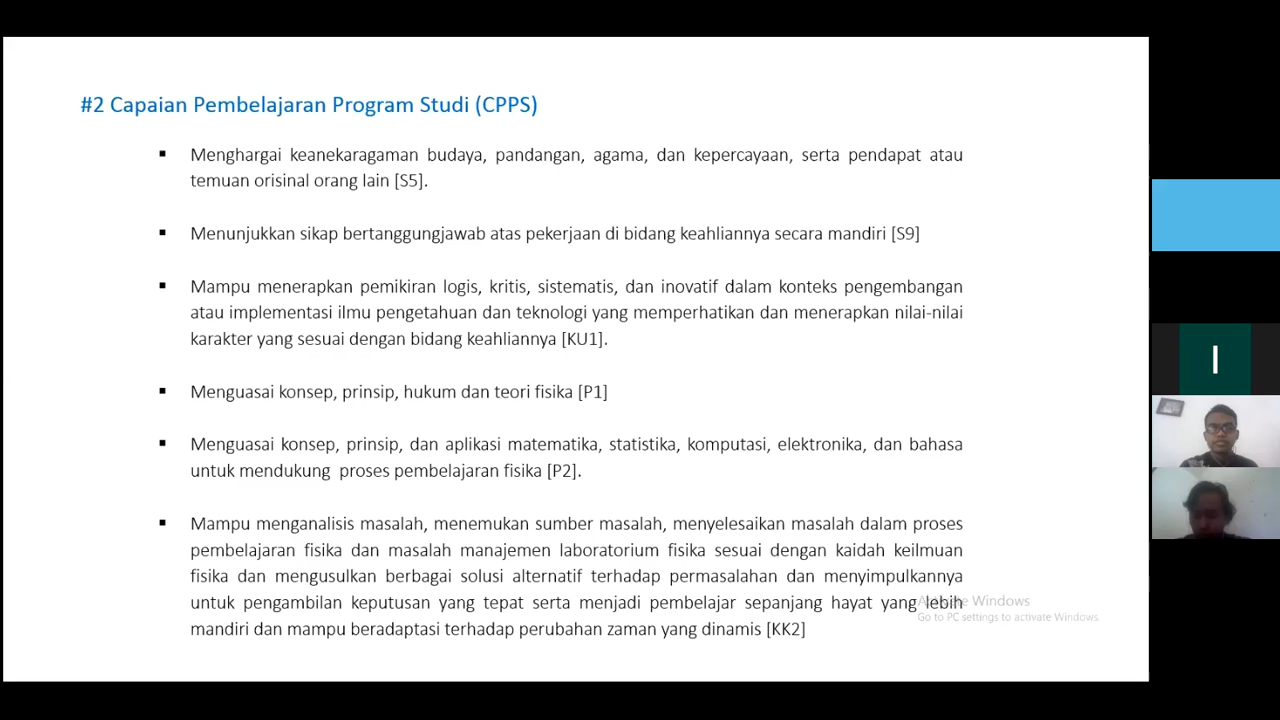 #2 Capaian Pembelajaran Program Studi (CPPS)
▪ Menghargai keanekaragaman budaya, pandangan, agama, dan kepercayaan, serta pendapat atau
temuan orisinal orang lain [S5].
▪ Menunjukkan sikap bertanggungjawab atas pekerjaan di bidang keahliannya secara mandiri [S9]
▪ Mampu menerapkan pemikiran logis, kritis, sistematis, dan inovatif dalam konteks pengembangan
atau implementasi ilmu pengetahuan dan teknologi yang memperhatikan dan menerapkan nilai-nilai
karakter yang sesuai dengan bidang keahliannya [KU1].
▪ Menguasai konsep, prinsip, hukum dan teori fisika [P1]
▪ Menguasai konsep, prinsip, dan aplikasi matematika, statistika, komputasi, elektronika, dan bahasa
untuk mendukung proses pembelajaran fisika [P2].
▪ Mampu menganalisis masalah, menemukan sumber masalah, menyelesaikan masalah dalam proses
pembelajaran fisika dan masalah manajemen laboratorium fisika sesuai dengan kaidah keilmuan
fisika dan mengusulkan berbagai solusi alternatif terhadap permasalahan dan menyimpulkannya
untuk pengambilan keputusan yang tepat serta menjadi pembelajar sepanjang hayat yang lebih
mandiri dan mampu beradaptasi terhadap perubahan zaman yang dinamis [KK2]
Activate Windows
Go to PC settings to activate Windows.
I